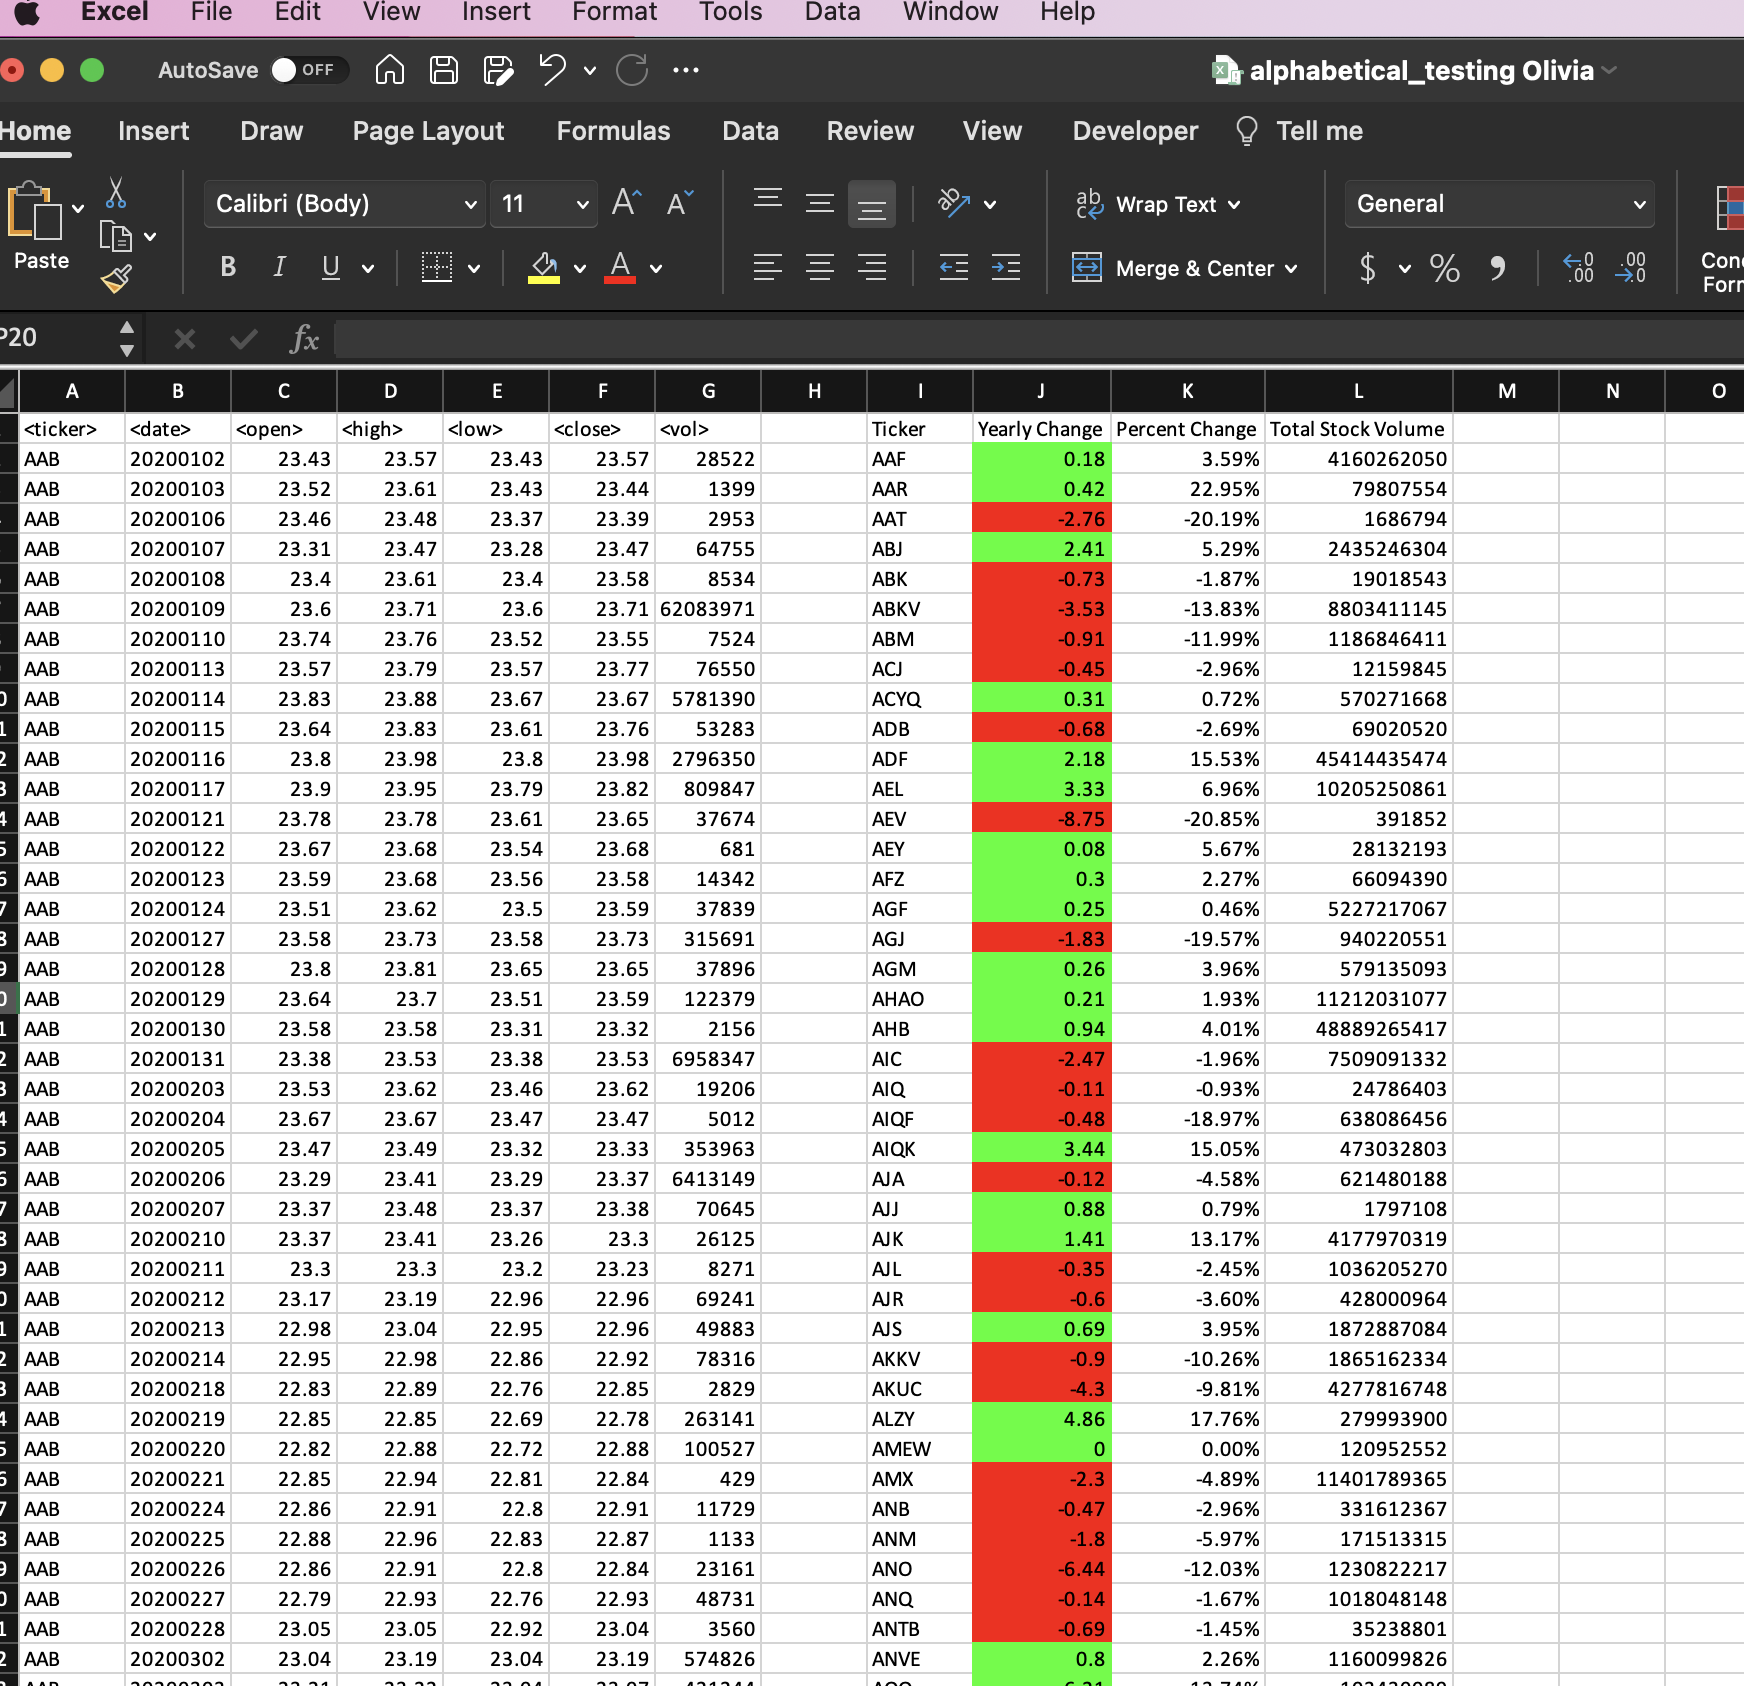 Excel File Edit View Insert Format Tools Data Window Help
AutoSave OFF alphabetical_testing Olivia
Home Insert Draw Page Layout Formulas Data Review View Developer Tell me
Calibri (Body) 11 Wrap Text General
Paste B I U Merge & Center $ % 9
fx
A B C D E F G H I J K L M N O
<ticker> <date> <open> <high> <low> <close> <vol> Ticker Yearly Change Percent Change Total Stock Volume
AAB 20200102 23.43 23.57 23.43 23.57 28522 AAF 0.18 3.59% 4160262050
AAB 20200103 23.52 23.61 23.43 23.44 1399 AAR 0.42 22.95% 79807554
AAB 20200106 23.46 23.48 23.37 23.39 2953 AAT -2.76 -20.19% 1686794
AAB 20200107 23.31 23.47 23.28 23.47 64755 ABJ 2.41 5.29% 2435246304
AAB 20200108 23.4 23.61 23.4 23.58 8534 ABK -0.73 -1.87% 19018543
AAB 20200109 23.6 23.71 23.6 23.71 62083971 ABKV -3.53 -13.83% 8803411145
AAB 20200110 23.74 23.76 23.52 23.55 7524 ABM -0.91 -11.99% 1186846411
AAB 20200113 23.57 23.79 23.57 23.77 76550 ACJ -0.45 -2.96% 12159845
AAB 20200114 23.83 23.88 23.67 23.67 5781390 ACYQ 0.31 0.72% 570271668
AAB 20200115 23.64 23.83 23.61 23.76 53283 ADB -0.68 -2.69% 69020520
AAB 20200116 23.8 23.98 23.8 23.98 2796350 ADF 2.18 15.53% 45414435474
AAB 20200117 23.9 23.95 23.79 23.82 809847 AEL 3.33 6.96% 10205250861
AAB 20200121 23.78 23.78 23.61 23.65 37674 AEV -8.75 -20.85% 391852
AAB 20200122 23.67 23.68 23.54 23.68 681 AEY 0.08 5.67% 28132193
AAB 20200123 23.59 23.68 23.56 23.58 14342 AFZ 0.3 2.27% 66094390
AAB 20200124 23.51 23.62 23.5 23.59 37839 AGF 0.25 0.46% 5227217067
AAB 20200127 23.58 23.73 23.58 23.73 315691 AGJ -1.83 -19.57% 940220551
AAB 20200128 23.8 23.81 23.65 23.65 37896 AGM 0.26 3.96% 579135093
AAB 20200129 23.64 23.7 23.51 23.59 122379 AHAO 0.21 1.93% 11212031077
AAB 20200130 23.58 23.58 23.31 23.32 2156 AHB 0.94 4.01% 48889265417
AAB 20200131 23.38 23.53 23.38 23.53 6958347 AIC -2.47 -1.96% 7509091332
AAB 20200203 23.53 23.62 23.46 23.62 19206 AIQ -0.11 -0.93% 24786403
AAB 20200204 23.67 23.67 23.47 23.47 5012 AIQF -0.48 -18.97% 638086456
AAB 20200205 23.47 23.49 23.32 23.33 353963 AIQK 3.44 15.05% 473032803
AAB 20200206 23.29 23.41 23.29 23.37 6413149 AJA -0.12 -4.58% 621480188
AAB 20200207 23.37 23.48 23.37 23.38 70645 AJJ 0.88 0.79% 1797108
AAB 20200210 23.37 23.41 23.26 23.3 26125 AJK 1.41 13.17% 4177970319
AAB 20200211 23.3 23.3 23.2 23.23 8271 AJL -0.35 -2.45% 1036205270
AAB 20200212 23.17 23.19 22.96 22.96 69241 AJR -0.6 -3.60% 428000964
AAB 20200213 22.98 23.04 22.95 22.96 49883 AJS 0.69 3.95% 1872887084
AAB 20200214 22.95 22.98 22.86 22.92 78316 AKKV -0.9 -10.26% 1865162334
AAB 20200218 22.83 22.89 22.76 22.85 2829 AKUC -4.3 -9.81% 4277816748
AAB 20200219 22.85 22.85 22.69 22.78 263141 ALZY 4.86 17.76% 279993900
AAB 20200220 22.82 22.88 22.72 22.88 100527 AMEW 0 0.00% 120952552
AAB 20200221 22.85 22.94 22.81 22.84 429 AMX -2.3 -4.89% 11401789365
AAB 20200224 22.86 22.91 22.8 22.91 11729 ANB -0.47 -2.96% 331612367
AAB 20200225 22.88 22.96 22.83 22.87 1133 ANM -1.8 -5.97% 171513315
AAB 20200226 22.86 22.91 22.8 22.84 23161 ANO -6.44 -12.03% 1230822217
AAB 20200227 22.79 22.93 22.76 22.93 48731 ANQ -0.14 -1.67% 1018048148
AAB 20200228 23.05 23.05 22.92 23.04 3560 ANTB -0.69 -1.45% 35238801
AAB 20200302 23.04 23.19 23.04 23.19 574826 ANVE 0.8 2.26% 1160099826